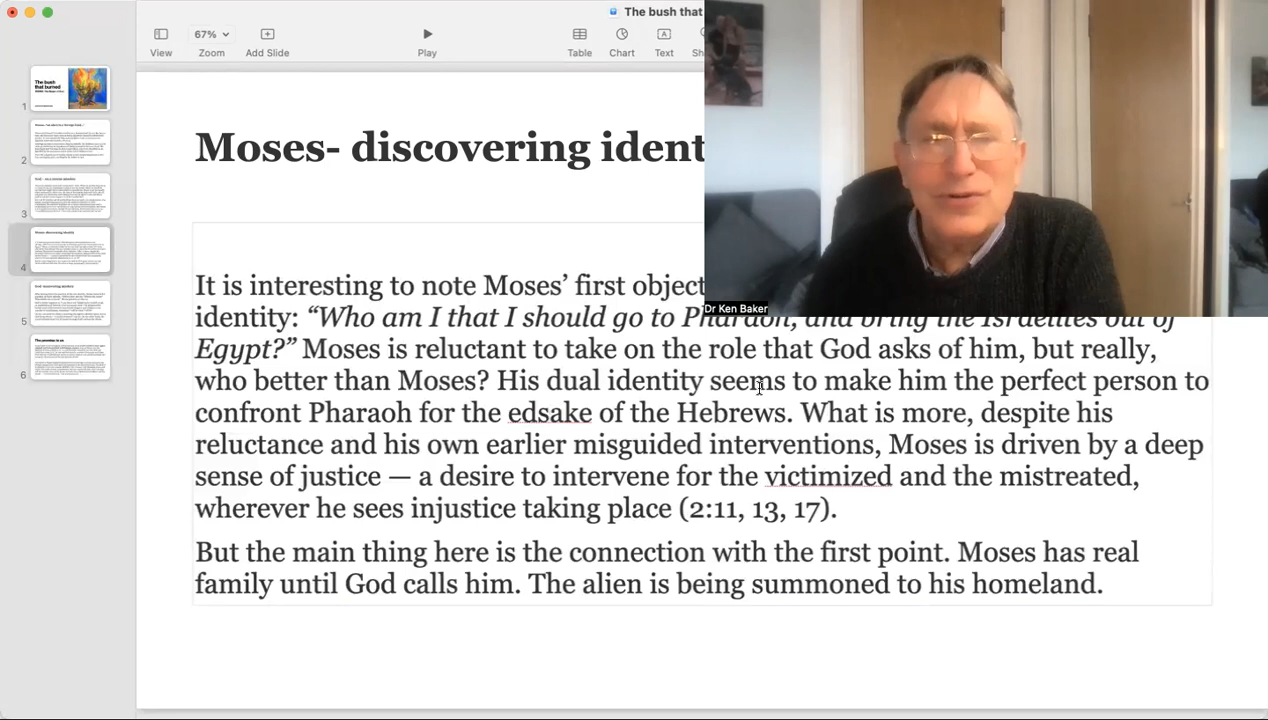 The bush that
67%
View
Zoom
Add Slide
Play
Table
Chart
Text
Sh
1
The bush
that burned
2
3
4
5
6
Moses- discovering ident
It is interesting to note Moses’ first object
identity: “Who am I that I should go to Pharaoh, and bring the Israelites out of
Egypt?” Moses is reluctant to take on the role that God asks of him, but really,
who better than Moses? His dual identity seems to make him the perfect person to
confront Pharaoh for the edsake of the Hebrews. What is more, despite his
reluctance and his own earlier misguided interventions, Moses is driven by a deep
sense of justice — a desire to intervene for the victimized and the mistreated,
wherever he sees injustice taking place (2:11, 13, 17).
But the main thing here is the connection with the first point. Moses has real
family until God calls him. The alien is being summoned to his homeland.
Dr Ken Baker